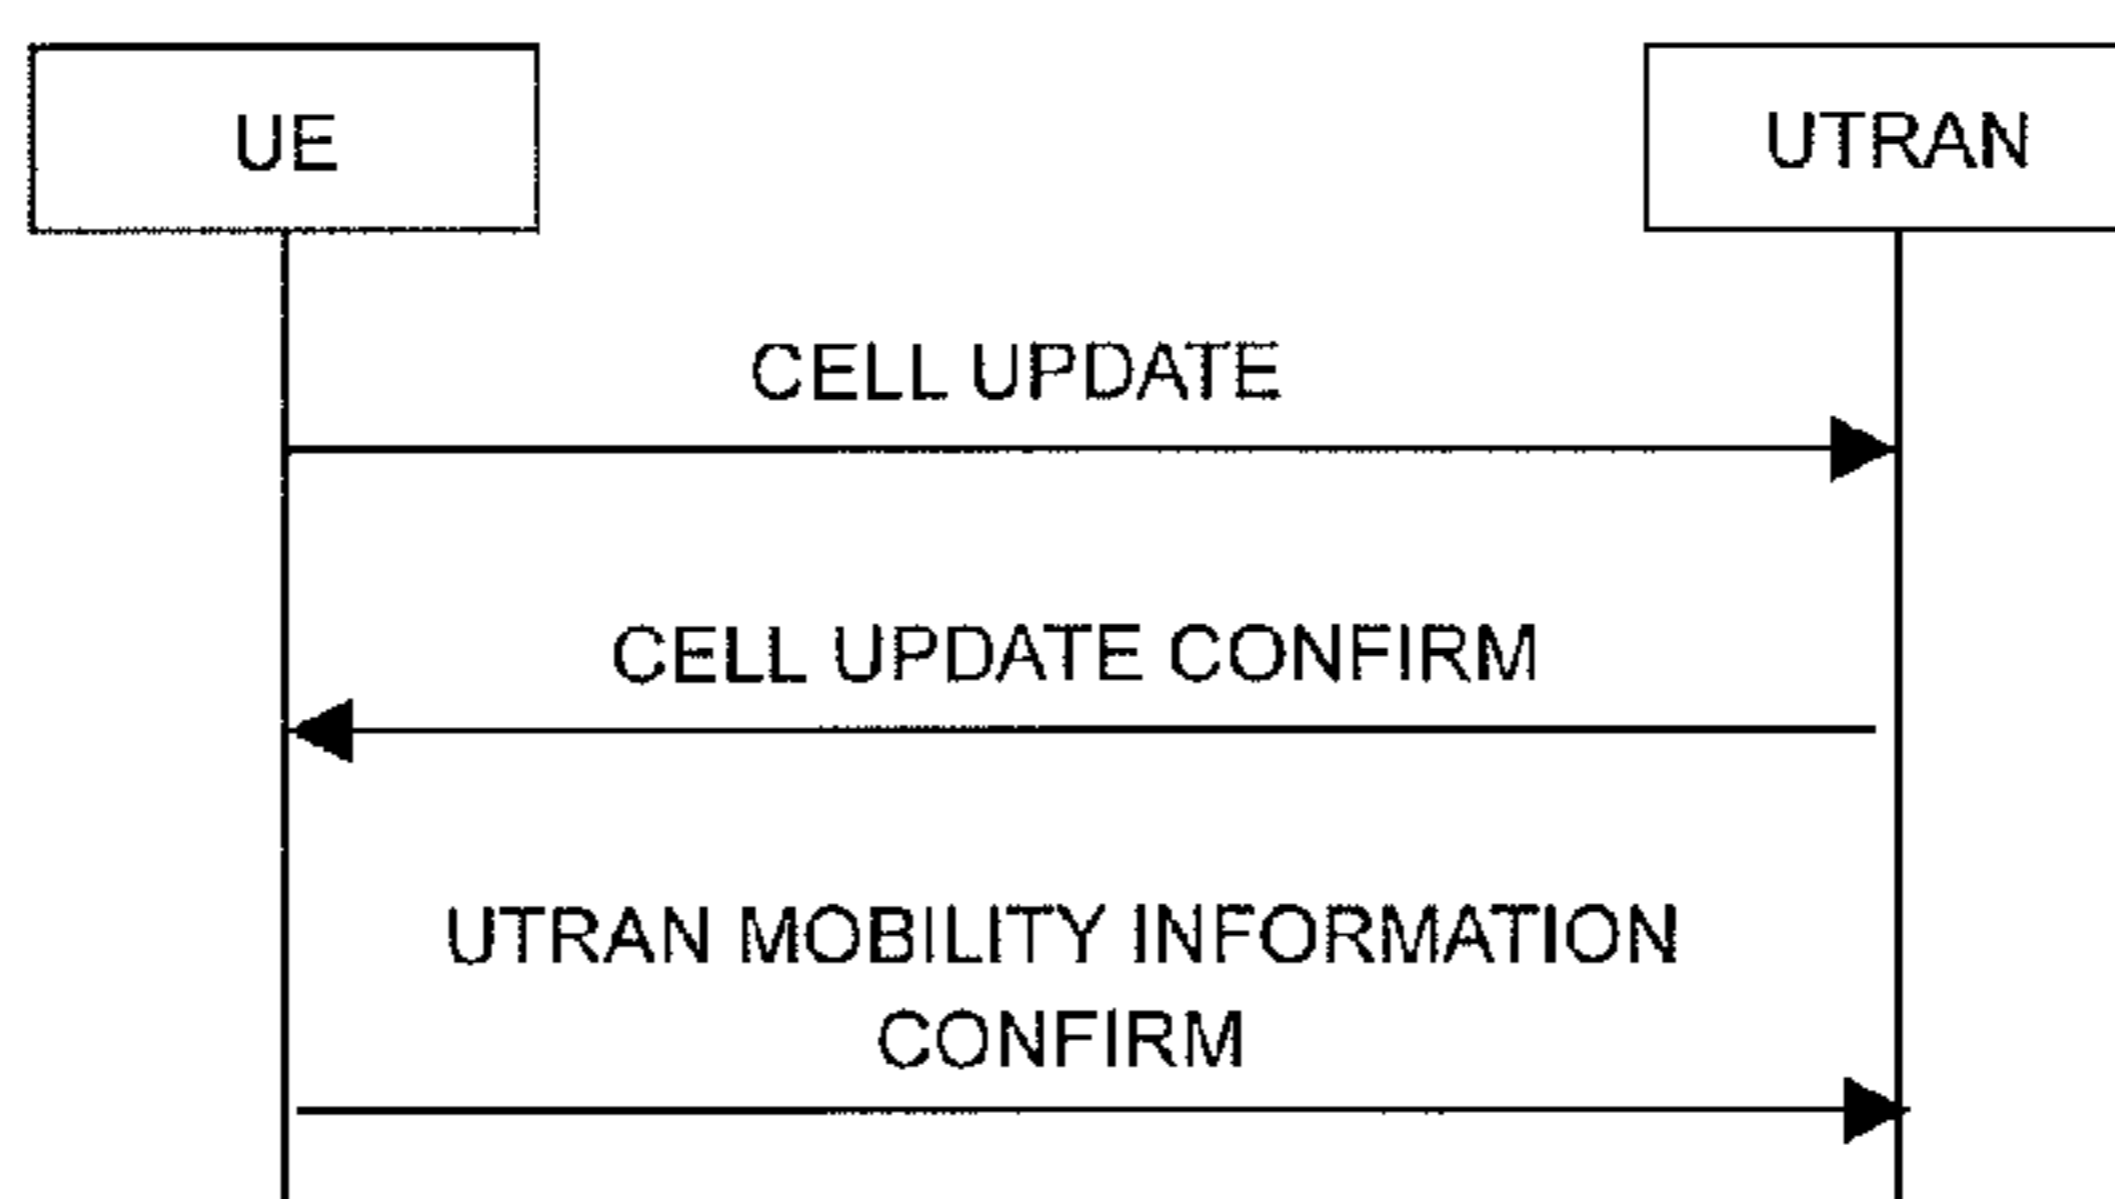 UE
UTRAN
CELL UPDATE
CELL UPDATE CONFIRM
UTRAN MOBILITY INFORMATION
CONFIRM